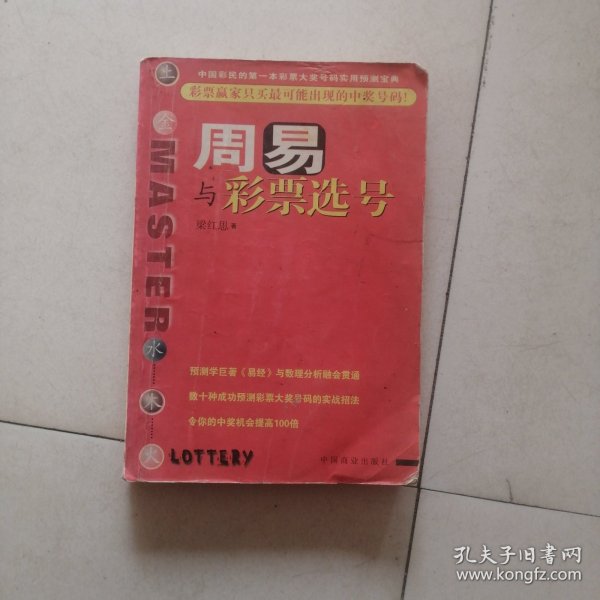 中国彩民的第一本彩票大奖号码实用预测宝典
彩票赢家只买最可能出现的中奖号码!
周易
与彩票选号
梁红思 著
土
金
MASTER
水
木
火
预测学巨著《易经》与数理分析融会贯通
数十种成功预测彩票大奖号码的实战招法
令你的中奖机会提高100倍
LOTTERY
中国商业出版社
孔夫子旧书网
www.kongfz.com